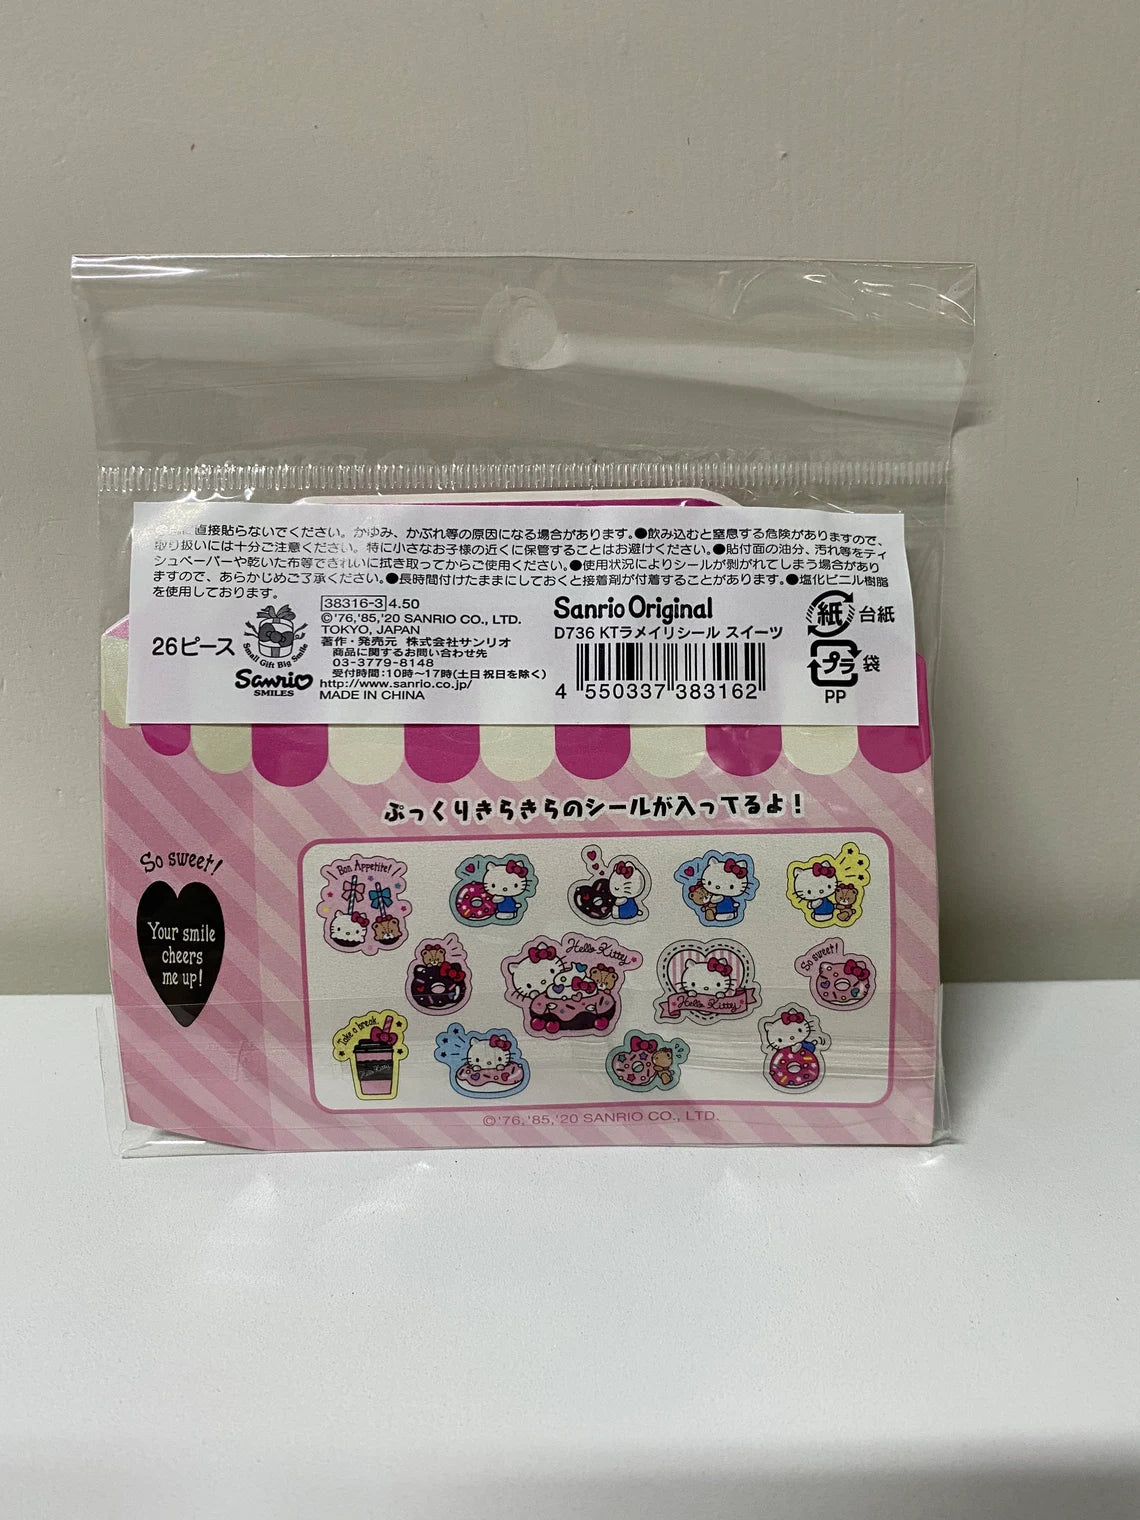 直接貼らないでください。かゆみ、かぶれ等の原因になる場合があります。●飲み込むと窒息する危険がありますので、
取り扱いには十分ご注意ください。特に小さなお子様の近くに保管することはお避けください。●貼付面の油分、汚れ等をティ
シュペーパーや乾いた布等できれいに拭き取ってからご使用ください。●使用状況によりシールが剥がれてしまう場合があり
ますので、あらかじめご了承ください。●長時間付けたままにしておくと接着剤が付着することがあります。●塩化ビニル樹脂
を使用しております。
26ピース
Small Gift Big Smile
Sanrio
SMILES
38316-3 4.50
©'76,'85,'20 SANRIO CO., LTD.
TOKYO, JAPAN
著作・発売元 株式会社サンリオ
商品に関するお問い合わせ先
03-3779-8148
受付時間:10時~17時(土日祝日を除く)
http://www.sanrio.co.jp/
MADE IN CHINA
Sanrio Original
D736 KTラメイリシール スイーツ
4 550337 383162
紙 台紙
プラ 袋
PP
ぷっくりきらきらのシールが入ってるよ!
So sweet!
Your smile
cheers
me up!
Bon Appetite!
Hello Kitty
Hello Kitty
So sweet!
Take a break
Hello Kitty
©'76,'85,'20 SANRIO CO., LTD.